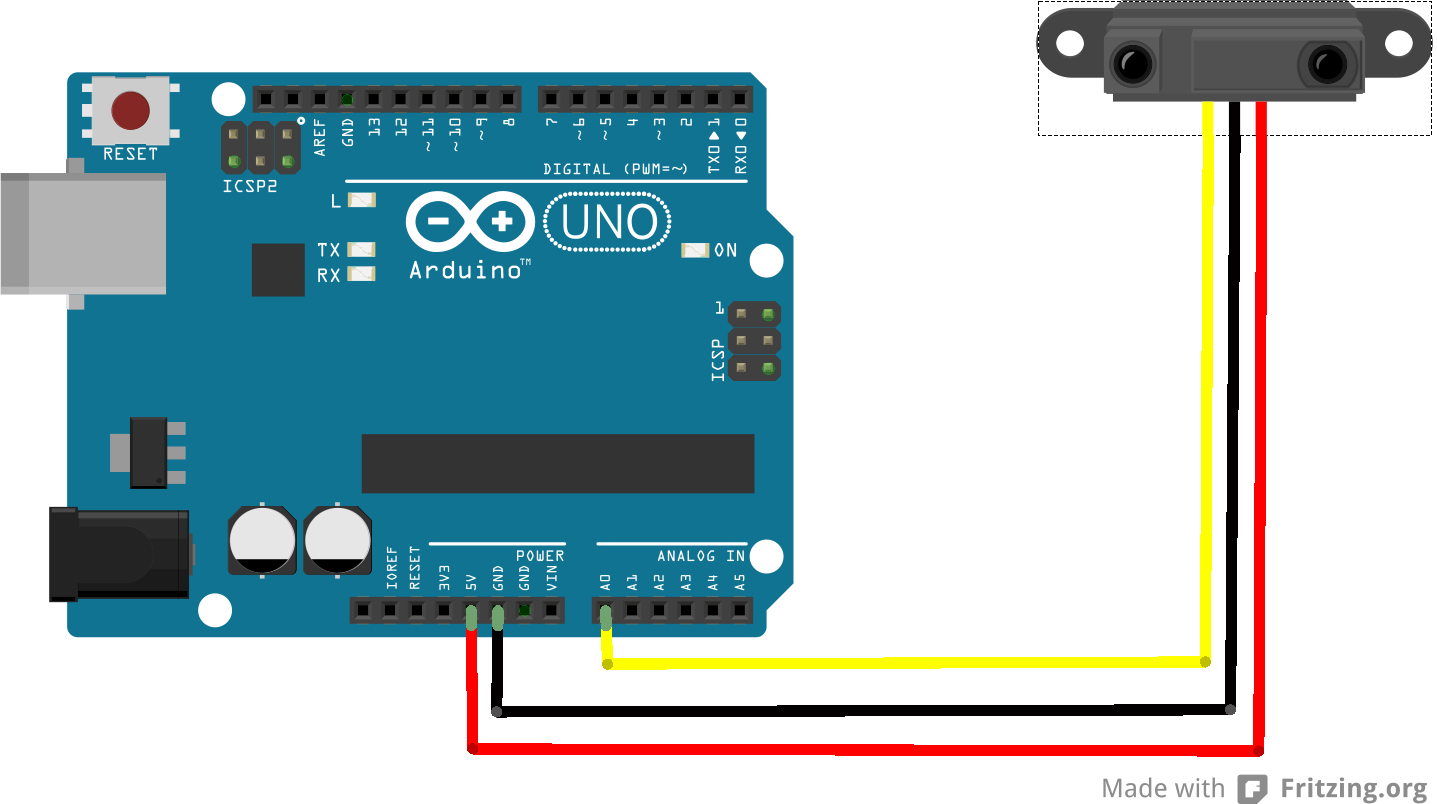 RESET
ICSP2
AREF
GND
13
12
~11
~10
~9
8
7
~6
~5
4
~3
2
TX0▶1
RX0◀0
DIGITAL (PWM=~)
L
TX
RX
Arduino™
UNO
ON
1
ICSP
POWER
ANALOG IN
IOREF
RESET
3V3
5V
GND
GND
VIN
A0
A1
A2
A3
A4
A5
Made with Fritzing.org